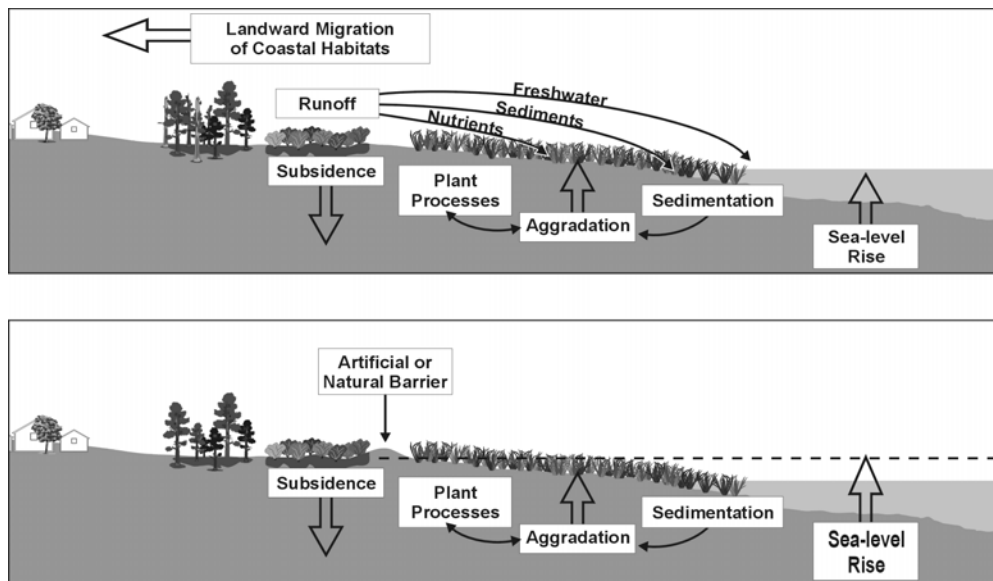 Landward Migration
of Coastal Habitats
Runoff
Freshwater
Sediments
Nutrients
Subsidence
Plant
Processes
Aggradation
Sedimentation
Sea-level
Rise
Artificial or
Natural Barrier
Subsidence
Plant
Processes
Aggradation
Sedimentation
Sea-level
Rise